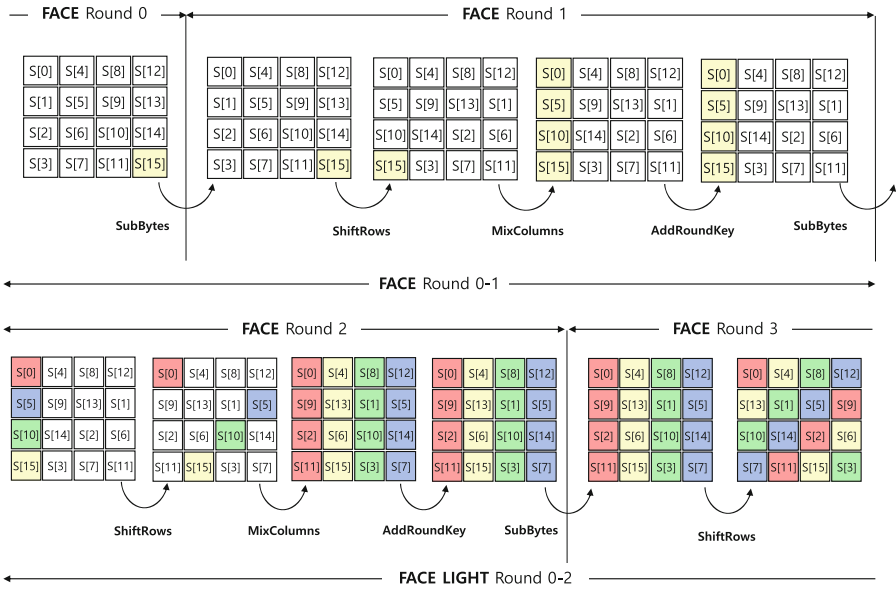 FACE Round 0
FACE Round 1
S[0] S[4] S[8] S[12] S[0] S[4] S[8] S[12] S[0] S[4] S[8] S[12] S[0] S[4] S[8] S[12] S[0] S[4] S[8] S[12]
S[1] S[5] S[9] S[13] S[1] S[5] S[9] S[13] S[5] S[9] S[13] S[1] S[5] S[9] S[13] S[1] S[5] S[9] S[13] S[1]
S[2] S[6] S[10] S[14] S[2] S[6] S[10] S[14] S[10] S[14] S[2] S[6] S[10] S[14] S[2] S[6] S[10] S[14] S[2] S[6]
S[3] S[7] S[11] S[15] S[3] S[7] S[11] S[15] S[15] S[3] S[7] S[11] S[15] S[3] S[7] S[11] S[15] S[3] S[7] S[11]
SubBytes ShiftRows MixColumns AddRoundKey SubBytes
FACE Round 0-1
FACE Round 2
FACE Round 3
S[0] S[4] S[8] S[12] S[0] S[4] S[8] S[12] S[0] S[4] S[8] S[12] S[0] S[4] S[8] S[12] S[0] S[4] S[8] S[12] S[0] S[4] S[8] S[12]
S[5] S[9] S[13] S[1] S[9] S[13] S[1] S[5] S[9] S[13] S[1] S[5] S[9] S[13] S[1] S[5] S[9] S[13] S[1] S[5] S[13] S[1] S[5] S[9]
S[10] S[14] S[2] S[6] S[2] S[6] S[10] S[14] S[2] S[6] S[10] S[14] S[2] S[6] S[10] S[14] S[2] S[6] S[10] S[14] S[10] S[14] S[2] S[6]
S[15] S[3] S[7] S[11] S[11] S[15] S[3] S[7] S[11] S[15] S[3] S[7] S[11] S[15] S[3] S[7] S[11] S[15] S[3] S[7] S[7] S[11] S[15] S[3]
ShiftRows MixColumns AddRoundKey SubBytes ShiftRows
FACE LIGHT Round 0-2